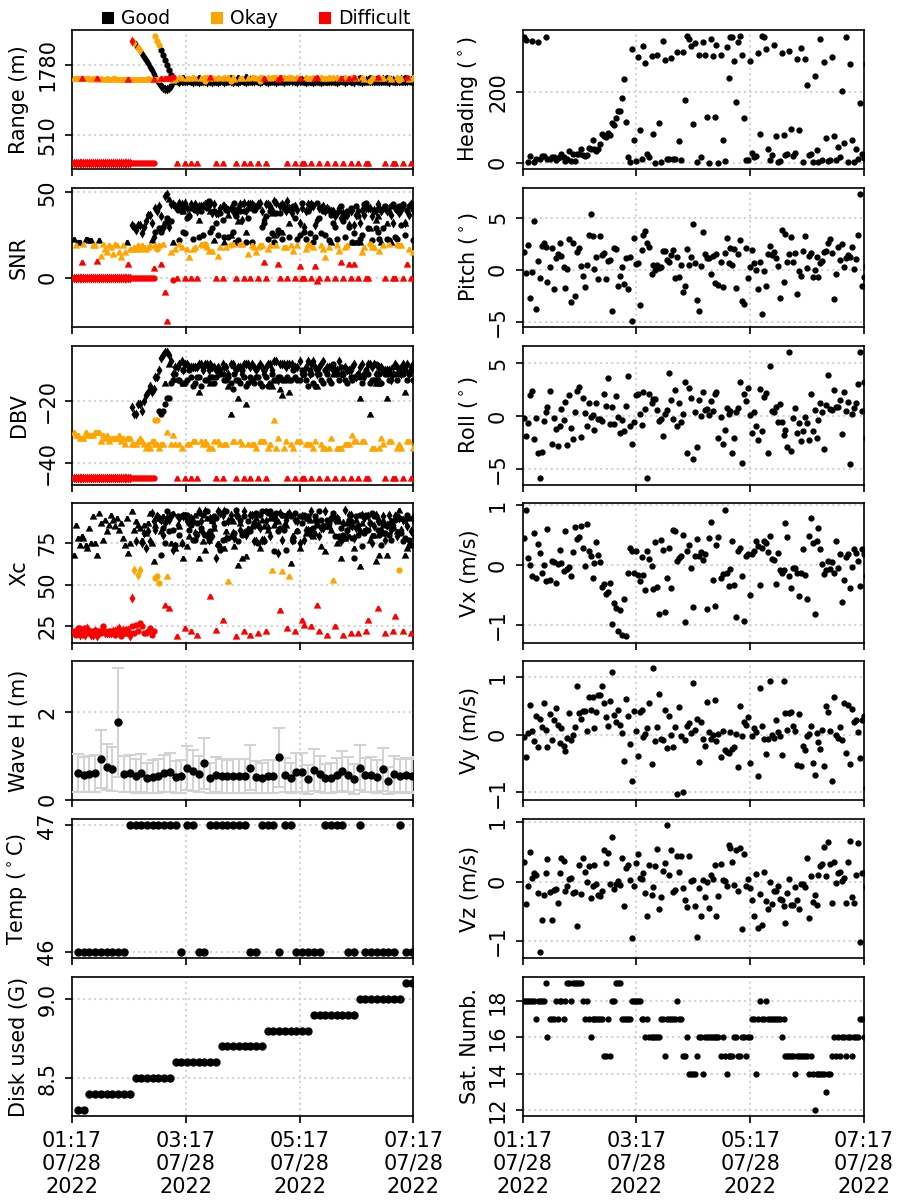 Good Okay Difficult
Range (m)
1780
510
Heading (°)
200
0
SNR
50
0
Pitch (°)
5
0
−5
DBV
−20
−40
Roll (°)
5
0
−5
Xc
75
50
25
Vx (m/s)
1
0
−1
Wave H (m)
2
0
Vy (m/s)
1
0
−1
Temp (°C)
47
46
Vz (m/s)
1
0
−1
Disk used (G)
9.0
8.5
Sat. Numb.
18
16
14
12
01:17 03:17 05:17 07:17
07/28 07/28 07/28 07/28
2022 2022 2022 2022
01:17 03:17 05:17 07:17
07/28 07/28 07/28 07/28
2022 2022 2022 2022